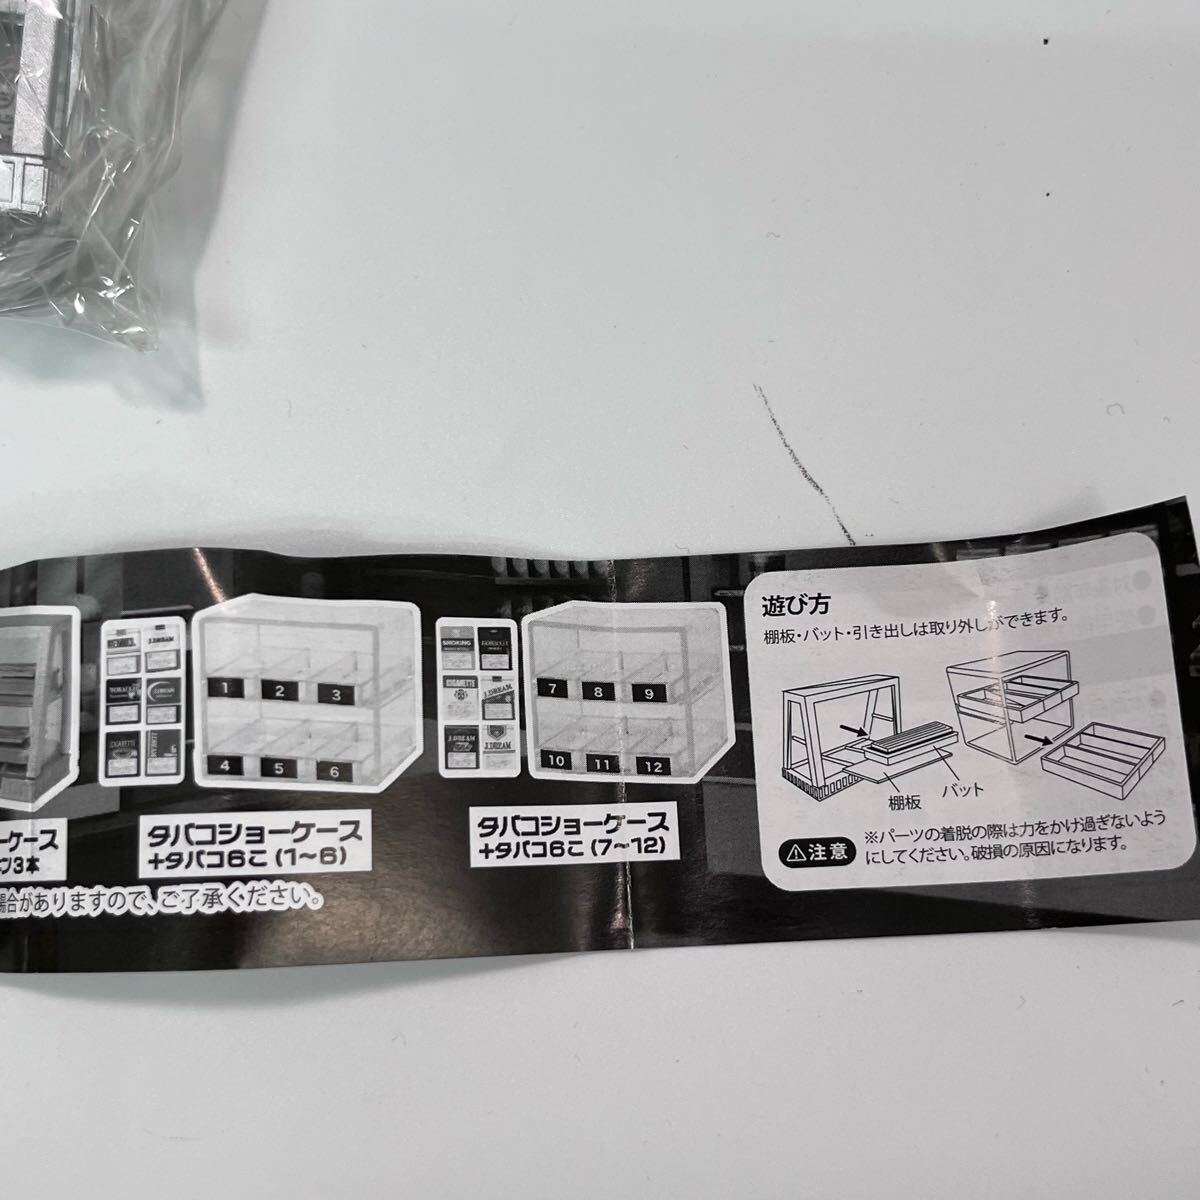 ーケース
ン3本
場合がありますので、ご了承ください。
J.DREAM
CIGARETTE
1 2 3
4 5 6
タバコショーケース
+タバコ6こ(1~6)
SMOKING
CIGARETTE
J.DREAM
J.DREAM
J.DREAM
7 8 9
10 11 12
タバコショーケース
+タバコ6こ(7~12)
遊び方
棚板・バット・引き出しは取り外しができます。
棚板
バット
注意
※パーツの着脱の際は力をかけ過ぎないよう
にしてください。破損の原因になります。